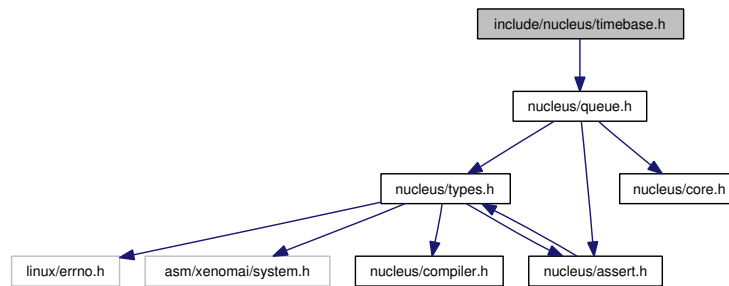 include/nucleus/timebase.h
nucleus/queue.h
nucleus/types.h
nucleus/core.h
linux/errno.h
asm/xenomai/system.h
nucleus/compiler.h
nucleus/assert.h